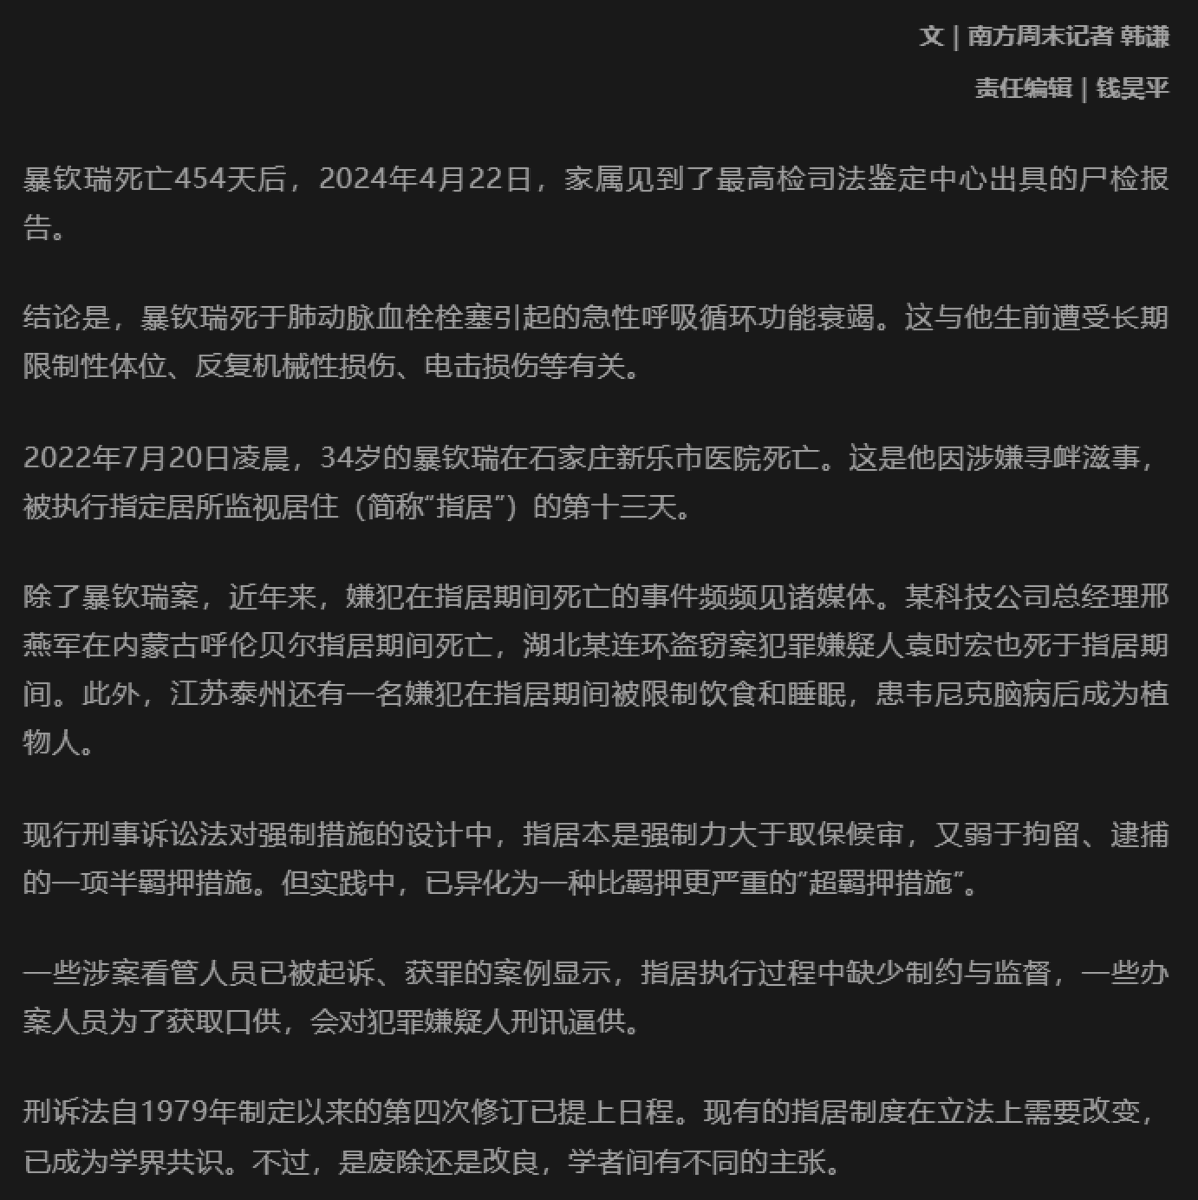 文 | 南方周末记者 韩谦
责任编辑 | 钱昊平
暴钦瑞死亡454天后，2024年4月22日，家属见到了最高检司法鉴定中心出具的尸检报
告。
结论是，暴钦瑞死于肺动脉血栓栓塞引起的急性呼吸循环功能衰竭。这与他生前遭受长期
限制性体位、反复机械性损伤、电击损伤等有关。
2022年7月20日凌晨，34岁的暴钦瑞在石家庄新乐市医院死亡。这是他因涉嫌寻衅滋事，
被执行指定居所监视居住（简称“指居”）的第十三天。
除了暴钦瑞案，近年来，嫌犯在指居期间死亡的事件频频见诸媒体。某科技公司总经理邢
燕军在内蒙古呼伦贝尔指居期间死亡，湖北某连环盗窃案犯罪嫌疑人袁时宏也死于指居期
间。此外，江苏泰州还有一名嫌犯在指居期间被限制饮食和睡眠，患韦尼克脑病后成为植
物人。
现行刑事诉讼法对强制措施的设计中，指居本是强制力大于取保候审，又弱于拘留、逮捕
的一项半羁押措施。但实践中，已异化为一种比羁押更严重的“超羁押措施”。
一些涉案看管人员已被起诉、获罪的案例显示，指居执行过程中缺少制约与监督，一些办
案人员为了获取口供，会对犯罪嫌疑人刑讯逼供。
刑诉法自1979年制定以来的第四次修订已提上日程。现有的指居制度在立法上需要改变，
已成为学界共识。不过，是废除还是改良，学者间有不同的主张。